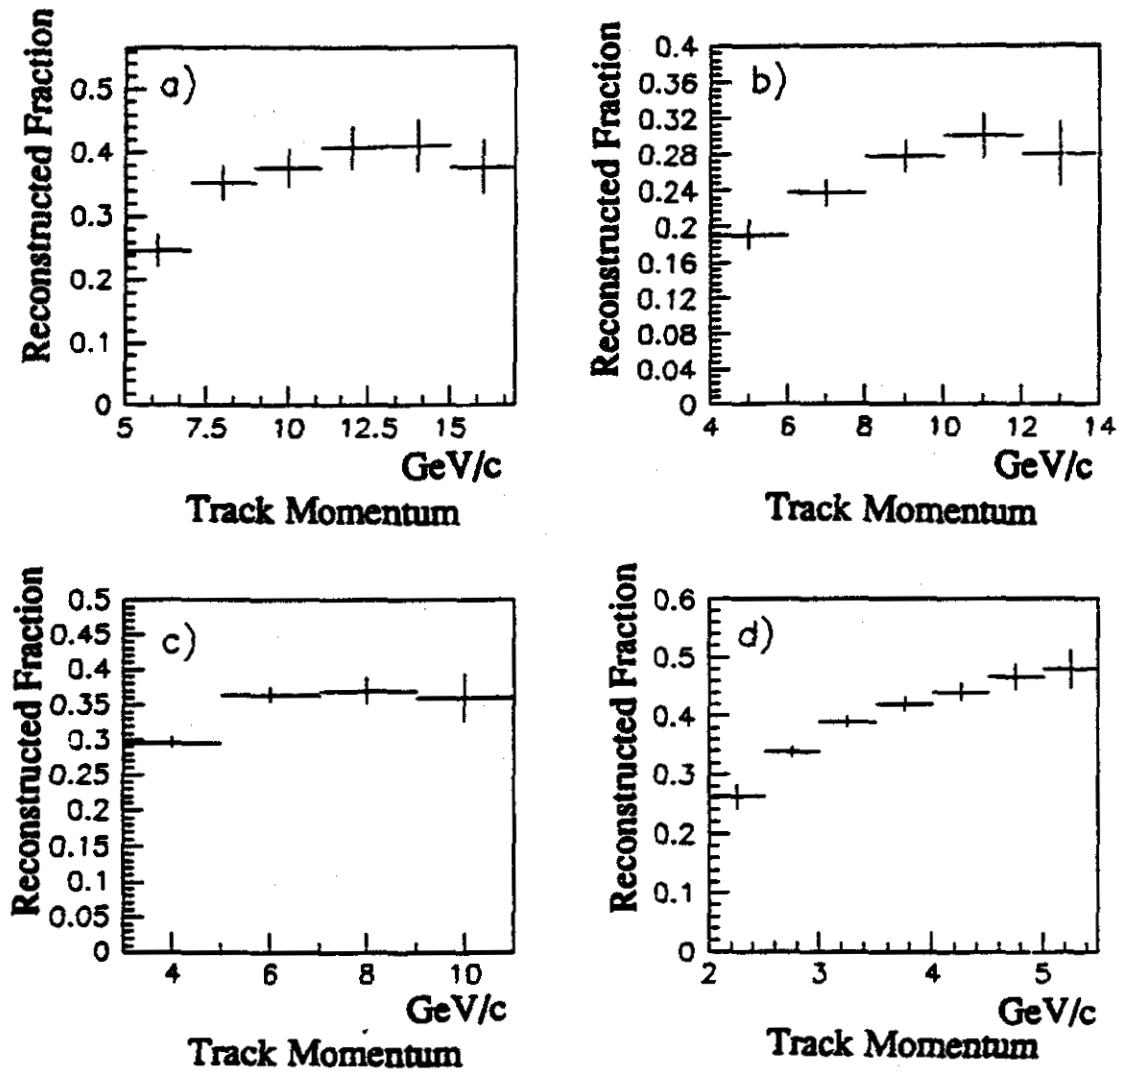 Reconstructed Fraction
a)
0.5
0.4
0.3
0.2
0.1
0
5 7.5 10 12.5 15
GeV/c
Track Momentum
Reconstructed Fraction
b)
0.4
0.36
0.32
0.28
0.24
0.2
0.16
0.12
0.08
0.04
0
4 6 8 10 12 14
GeV/c
Track Momentum
Reconstructed Fraction
c)
0.5
0.45
0.4
0.35
0.3
0.25
0.2
0.15
0.1
0.05
0
4 6 8 10
GeV/c
Track Momentum
Reconstructed Fraction
d)
0.6
0.5
0.4
0.3
0.2
0.1
0
2 3 4 5
GeV/c
Track Momentum